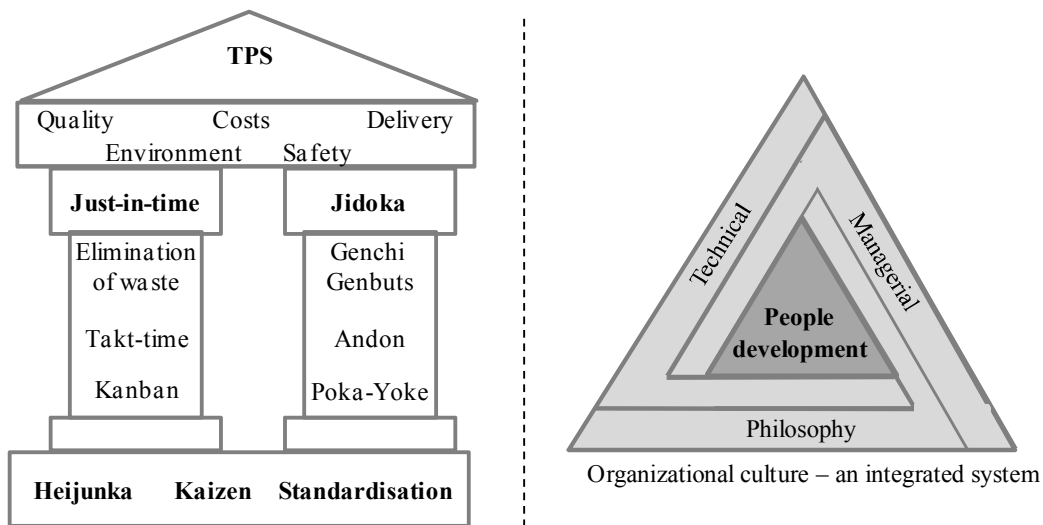 TPS
Quality Costs Delivery
Environment Safety
Just-in-time
Elimination
of waste
Takt-time
Kanban
Jidoka
Genchi
Genbuts
Andon
Poka-Yoke
Heijunka Kaizen Standardisation
Technical
Managerial
People
development
Philosophy
Organizational culture – an integrated system